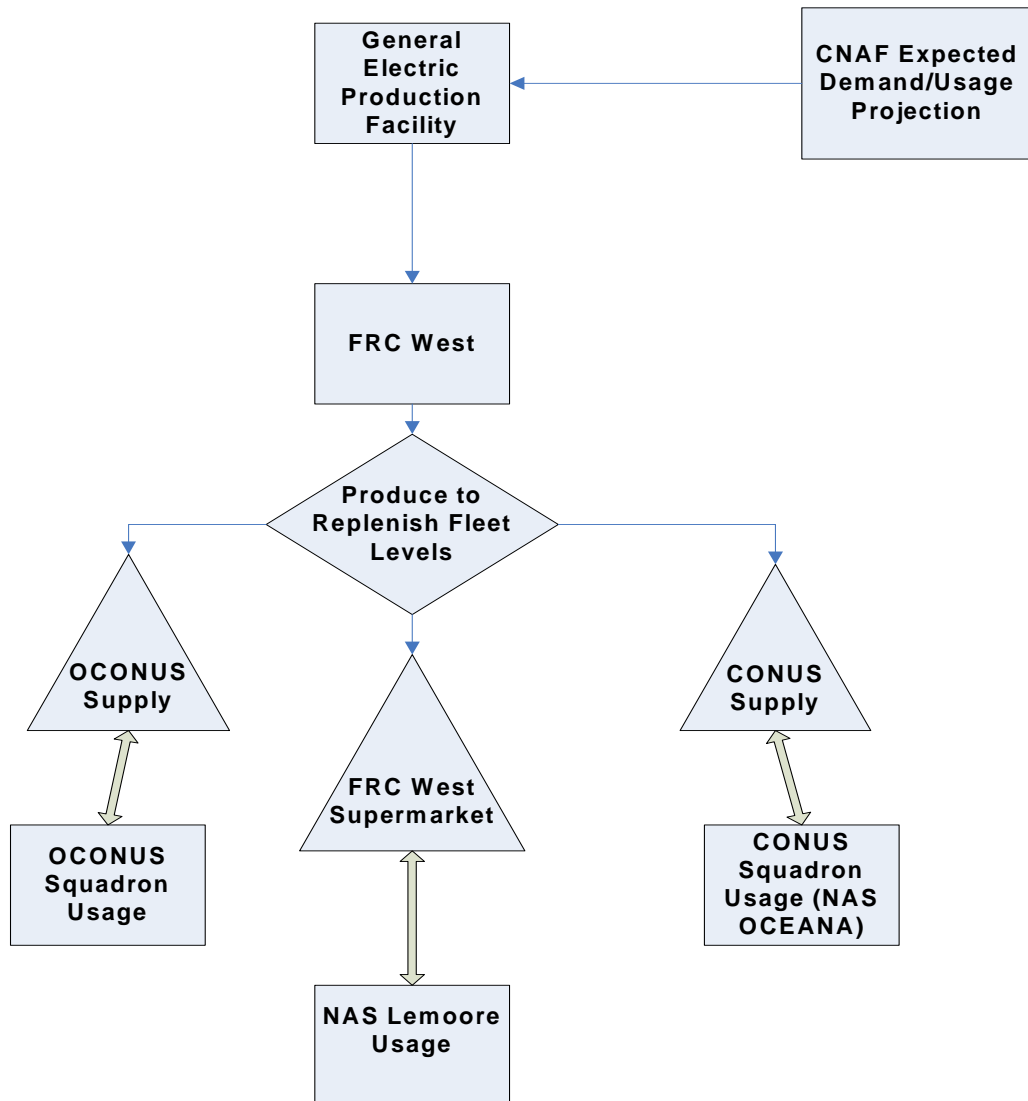 General
Electric
Production
Facility
CNAF Expected
Demand/Usage
Projection
FRC West
Produce to
Replenish Fleet
Levels
OCONUS
Supply
FRC West
Supermarket
CONUS
Supply
OCONUS
Squadron
Usage
CONUS
Squadron
Usage (NAS
OCEANA)
NAS Lemoore
Usage